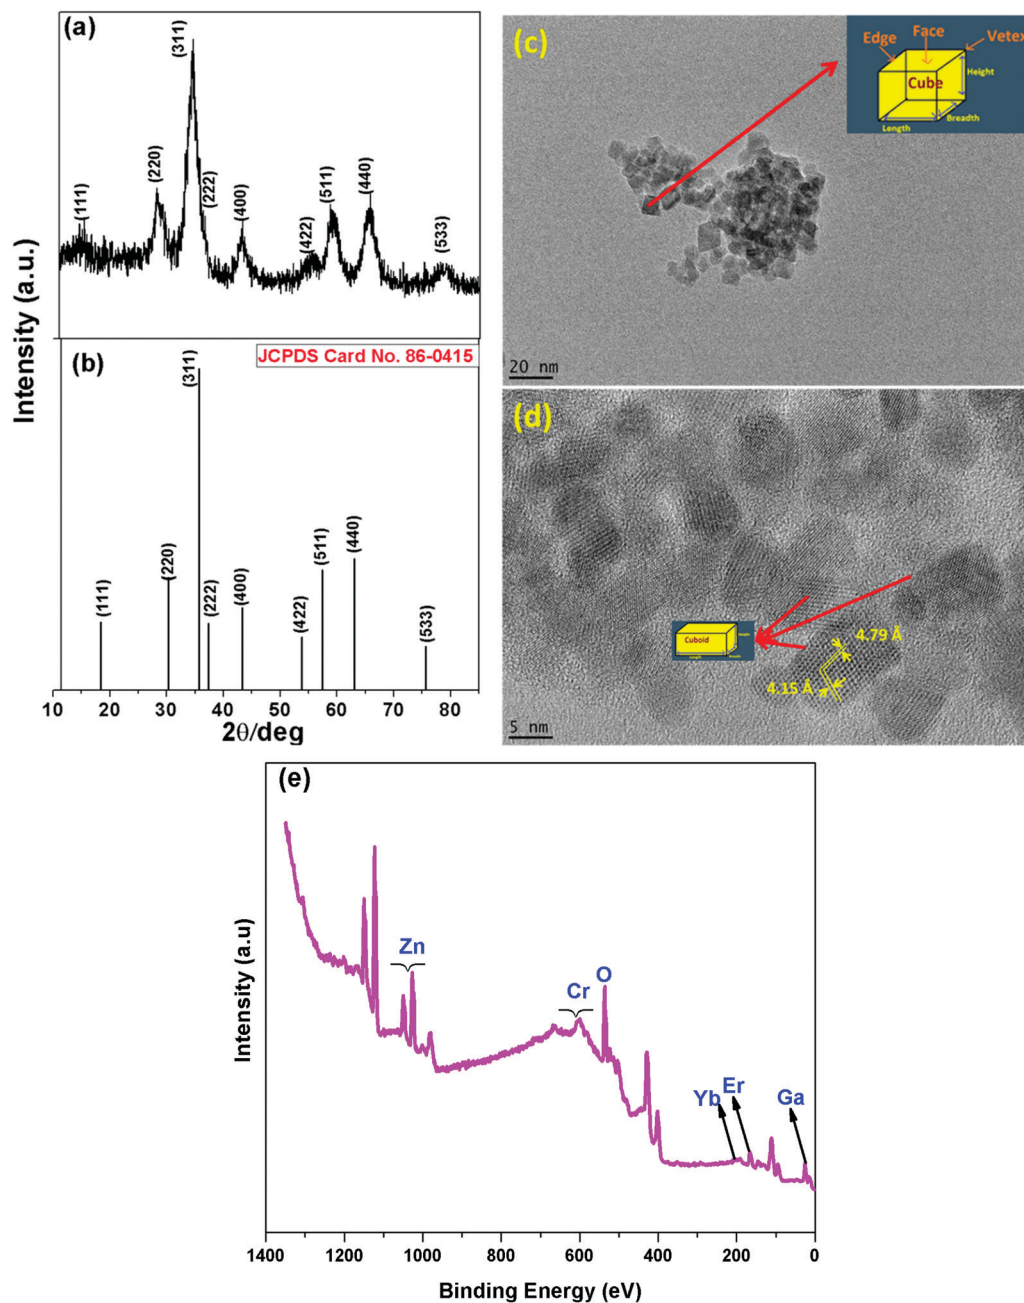 (a)
(311)
(220)
(222)
(111)
(400)
(422)
(511)
(440)
(533)
Intensity (a.u.)
(b)
JCPDS Card No. 86-0415
(311)
(220)
(111)
(222)
(400)
(422)
(511)
(440)
(533)
10 20 30 40 50 60 70 80
2θ/deg
(c)
Edge
Face
Vetex
Cube
Height
Breadth
Length
20 nm
(d)
Cuboid
Length
4.79 Å
4.15 Å
5 nm
(e)
Zn
Cr
O
Yb
Er
Ga
Intensity (a.u)
1400 1200 1000 800 600 400 200 0
Binding Energy (eV)